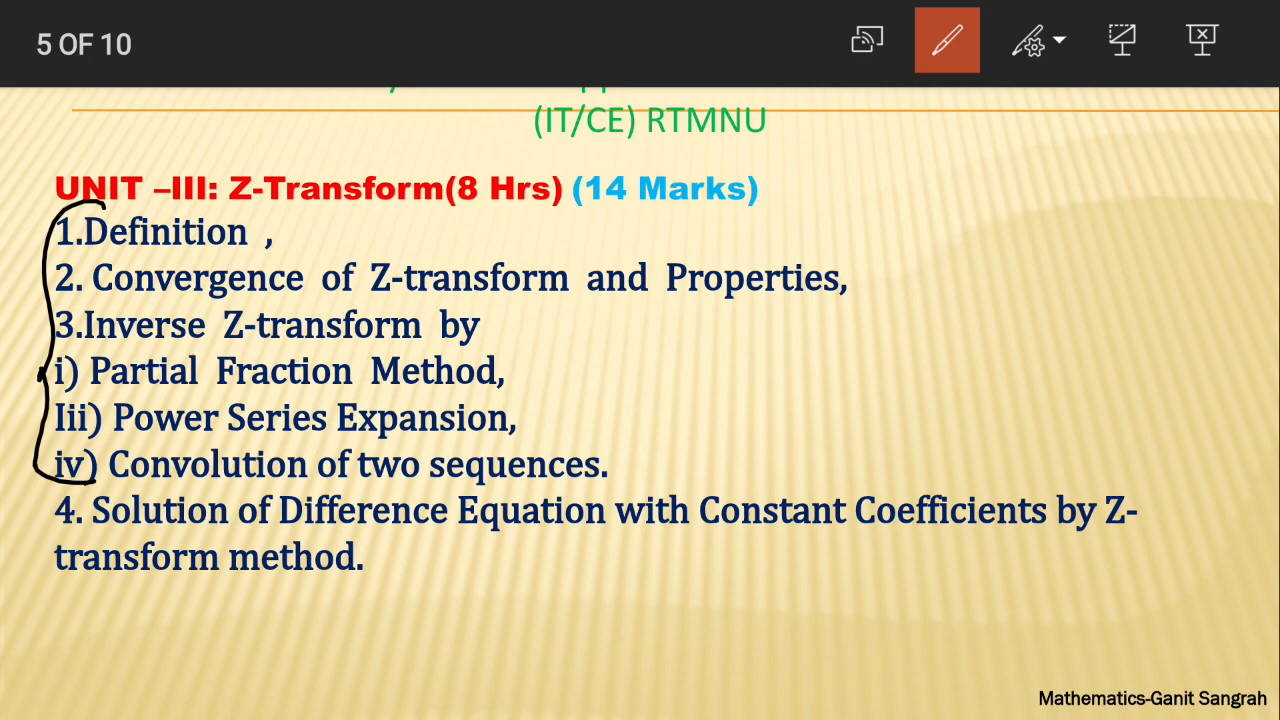 5 OF 10
(IT/CE) RTMNU
UNIT –III: Z-Transform(8 Hrs) (14 Marks)
1.Definition ,
2. Convergence of Z-transform and Properties,
3.Inverse Z-transform by
i) Partial Fraction Method,
Iii) Power Series Expansion,
iv) Convolution of two sequences.
4. Solution of Difference Equation with Constant Coefficients by Z-
transform method.
Mathematics-Ganit Sangrah